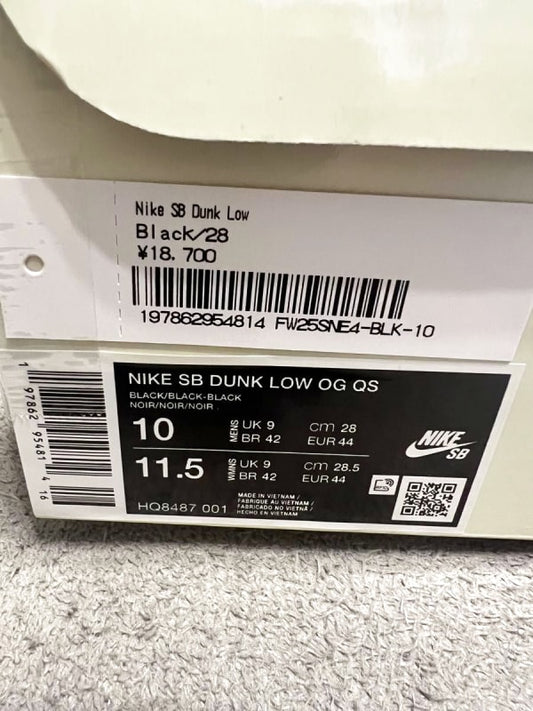 Nike SB Dunk Low
Black/28
¥18,700
197862954814 FW25SNE4-BLK-10
NIKE SB DUNK LOW OG QS
BLACK/BLACK-BLACK
NOIR/NOIR/NOIR
10 MENS UK 9 cm 28
BR 42 EUR 44
11.5 WMNS UK 9 cm 28.5
BR 42 EUR 44
HQ8487 001
MADE IN VIETNAM /
FABRIQUÉ AU VIETNAM /
FABRICADO NO VIETNÃ /
HECHO EN VIETNAM
NIKE
SB
1 97862 95481 4 16